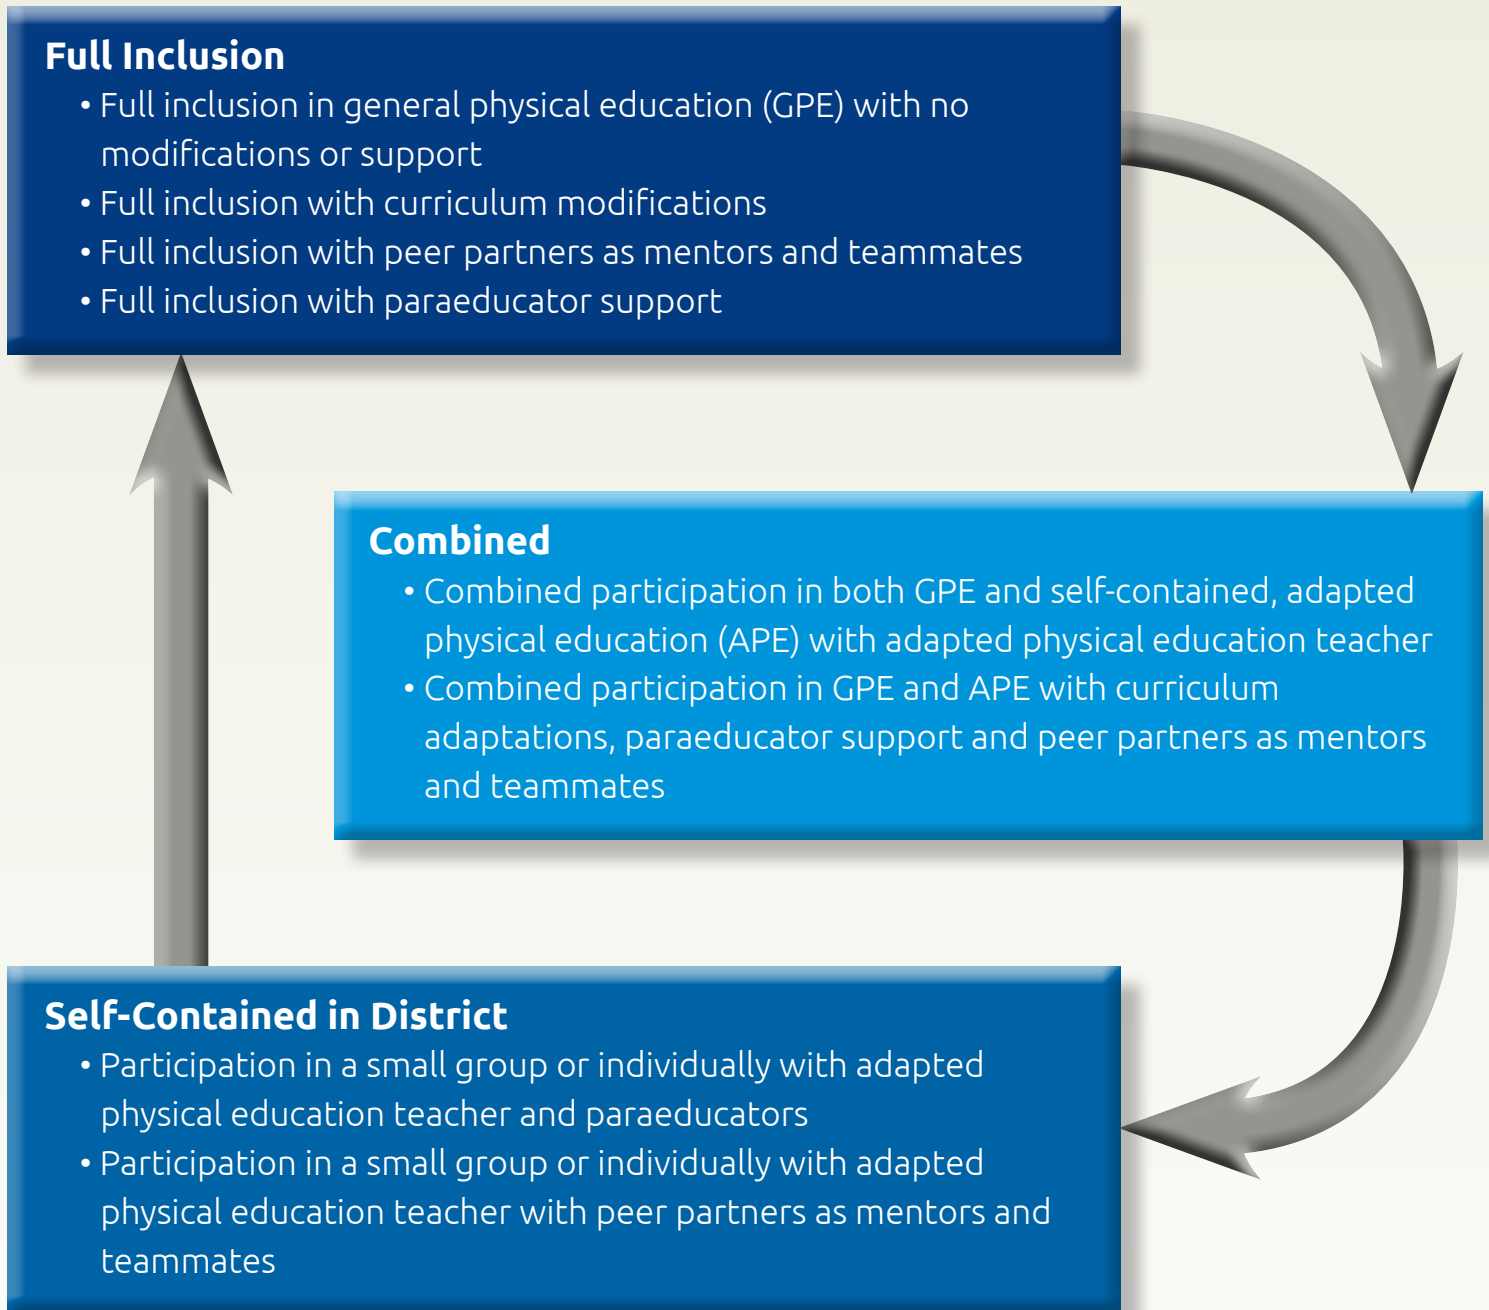 Full Inclusion
• Full inclusion in general physical education (GPE) with no
modifications or support
• Full inclusion with curriculum modifications
• Full inclusion with peer partners as mentors and teammates
• Full inclusion with paraeducator support
Combined
• Combined participation in both GPE and self-contained, adapted
physical education (APE) with adapted physical education teacher
• Combined participation in GPE and APE with curriculum
adaptations, paraeducator support and peer partners as mentors
and teammates
Self-Contained in District
• Participation in a small group or individually with adapted
physical education teacher and paraeducators
• Participation in a small group or individually with adapted
physical education teacher with peer partners as mentors and
teammates